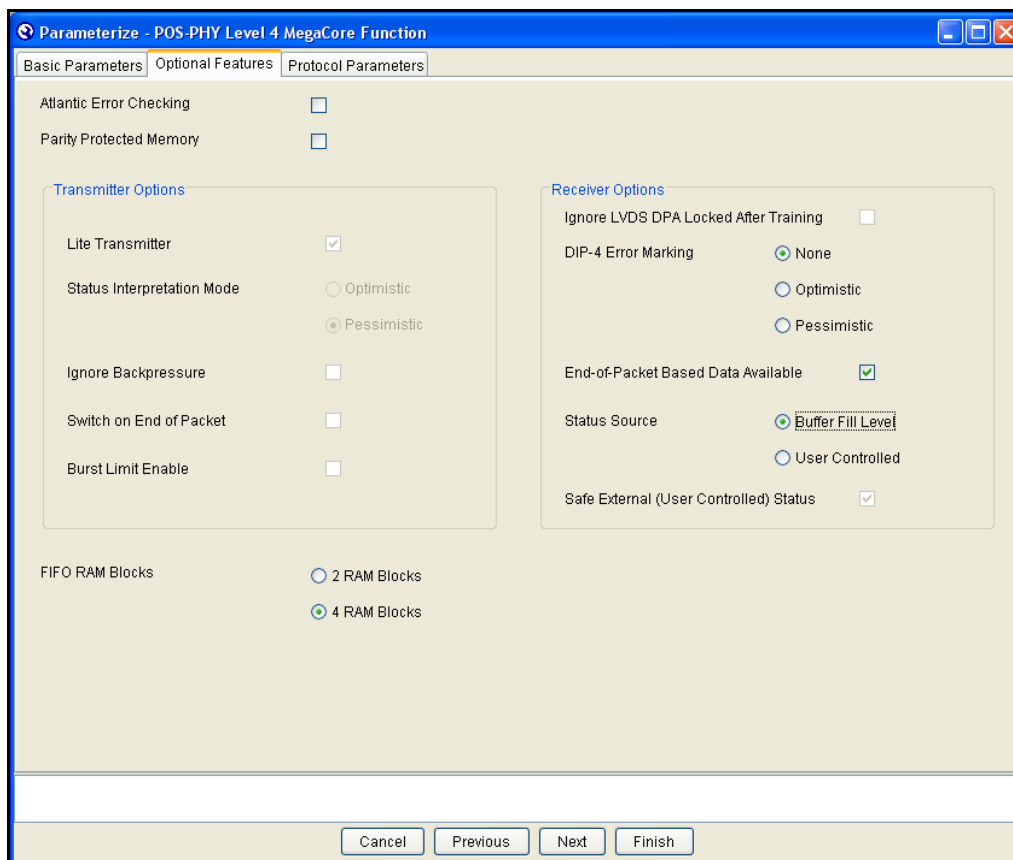 Parameterize - POS-PHY Level 4 MegaCore Function
Basic Parameters Optional Features Protocol Parameters
Atlantic Error Checking
Parity Protected Memory
Transmitter Options
Lite Transmitter
Status Interpretation Mode Optimistic
Pessimistic
Ignore Backpressure
Switch on End of Packet
Burst Limit Enable
Receiver Options
Ignore LVDS DPA Locked After Training
DIP-4 Error Marking None
Optimistic
Pessimistic
End-of-Packet Based Data Available
Status Source Buffer Fill Level
User Controlled
Safe External (User Controlled) Status
FIFO RAM Blocks 2 RAM Blocks
4 RAM Blocks
Cancel Previous Next Finish